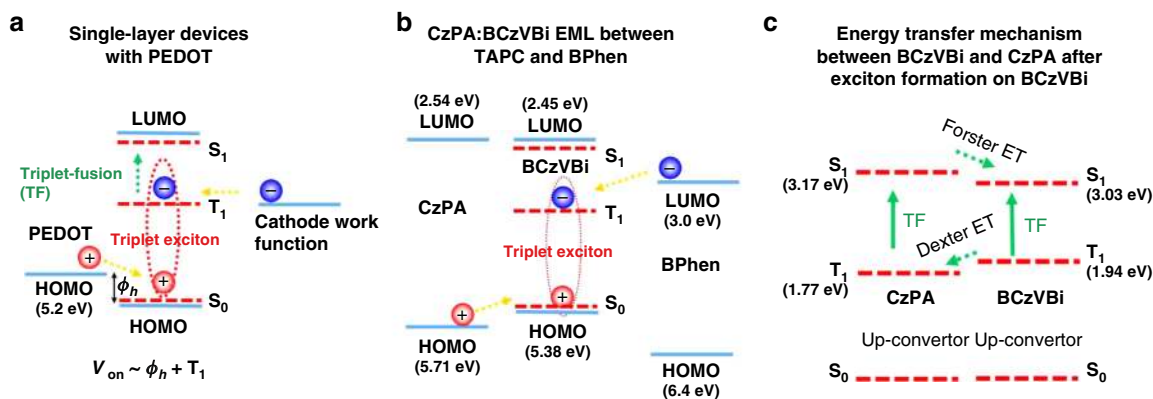 a
Single-layer devices
with PEDOT
LUMO
S1
Triplet-fusion
(TF)
−
T1
−
Cathode work
function
PEDOT
+
Triplet exciton
+
ϕh
HOMO
(5.2 eV)
S0
HOMO
Von ~ ϕh + T1
b
CzPA:BCzVBi EML between
TAPC and BPhen
(2.54 eV)
LUMO
(2.45 eV)
LUMO
S1
BCzVBi
−
−
CzPA
T1
LUMO
(3.0 eV)
Triplet exciton
BPhen
+
+
S0
HOMO
(5.71 eV)
HOMO
(5.38 eV)
HOMO
(6.4 eV)
c
Energy transfer mechanism
between BCzVBi and CzPA after
exciton formation on BCzVBi
Forster ET
S1
(3.17 eV)
S1
(3.03 eV)
TF
TF
Dexter ET
T1
(1.77 eV)
T1
(1.94 eV)
CzPA
BCzVBi
Up-convertor Up-convertor
S0
S0